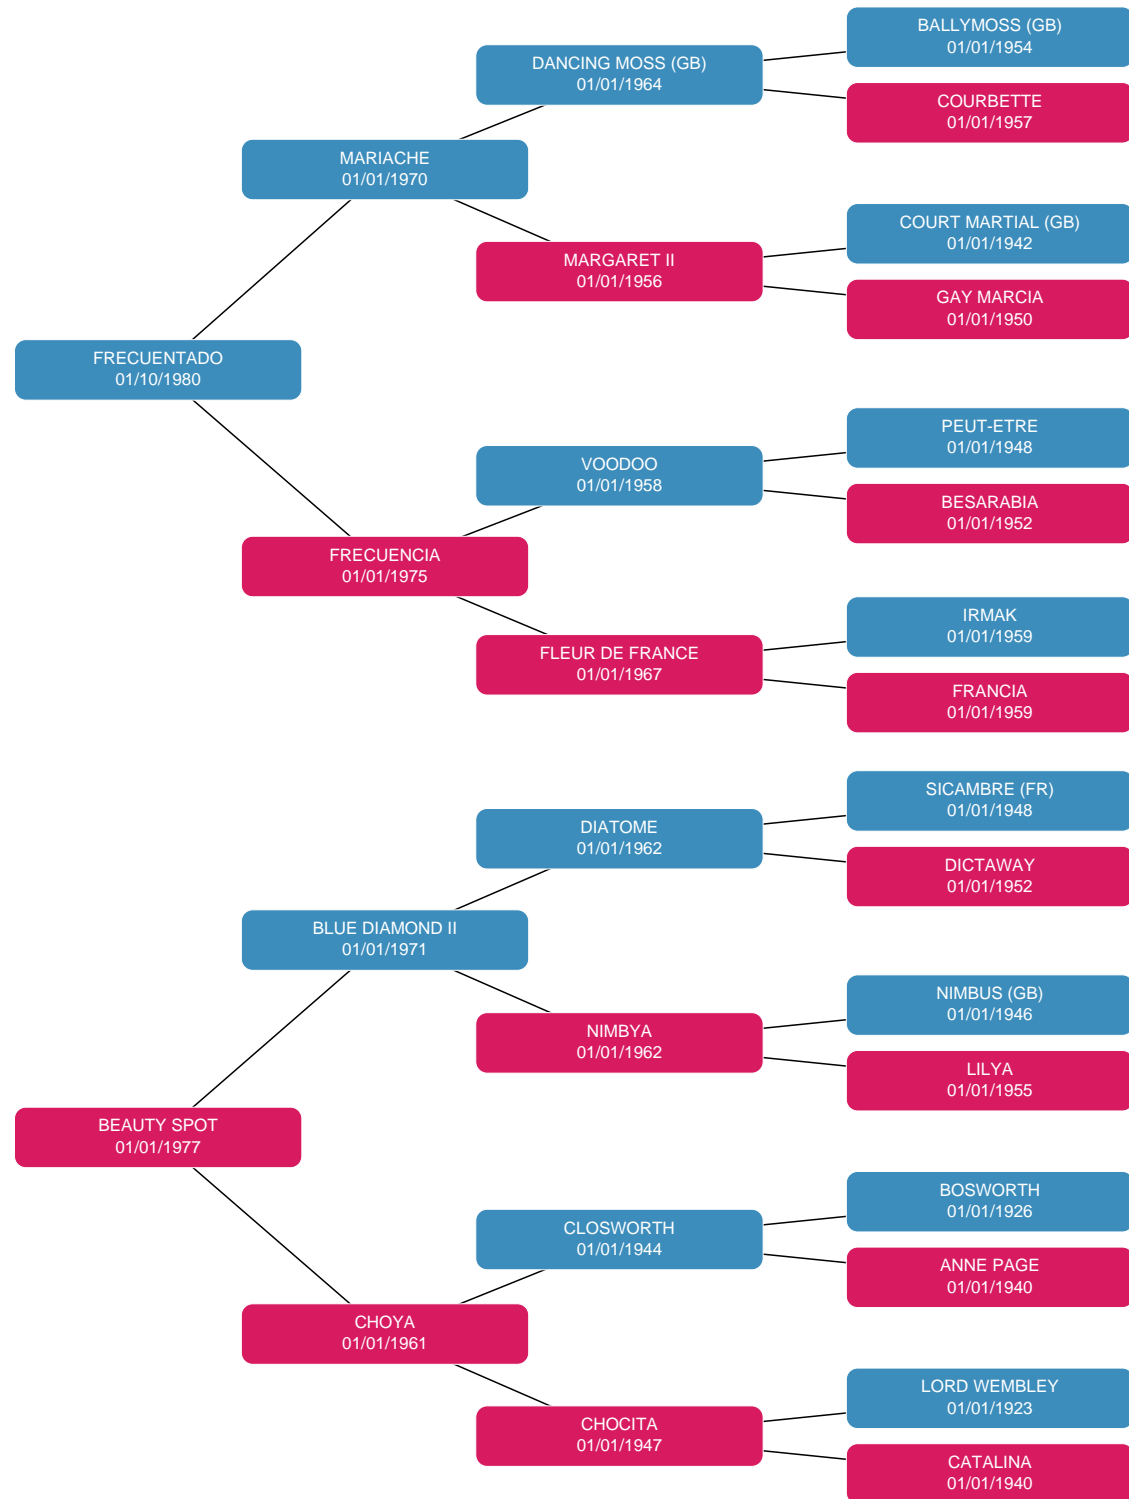 BALLYMOSS (GB)
01/01/1954
DANCING MOSS (GB)
01/01/1964
COURBETTE
01/01/1957
MARIACHE
01/01/1970
COURT MARTIAL (GB)
01/01/1942
MARGARET II
01/01/1956
GAY MARCIA
01/01/1950
FRECUENTADO
01/10/1980
PEUT-ETRE
01/01/1948
VOODOO
01/01/1958
BESARABIA
01/01/1952
FRECUENCIA
01/01/1975
IRMAK
01/01/1959
FLEUR DE FRANCE
01/01/1967
FRANCIA
01/01/1959
SICAMBRE (FR)
01/01/1948
DIATOME
01/01/1962
DICTAWAY
01/01/1952
BLUE DIAMOND II
01/01/1971
NIMBUS (GB)
01/01/1946
NIMBYA
01/01/1962
LILYA
01/01/1955
BEAUTY SPOT
01/01/1977
BOSWORTH
01/01/1926
CLOSWORTH
01/01/1944
ANNE PAGE
01/01/1940
CHOYA
01/01/1961
LORD WEMBLEY
01/01/1923
CHOCITA
01/01/1947
CATALINA
01/01/1940